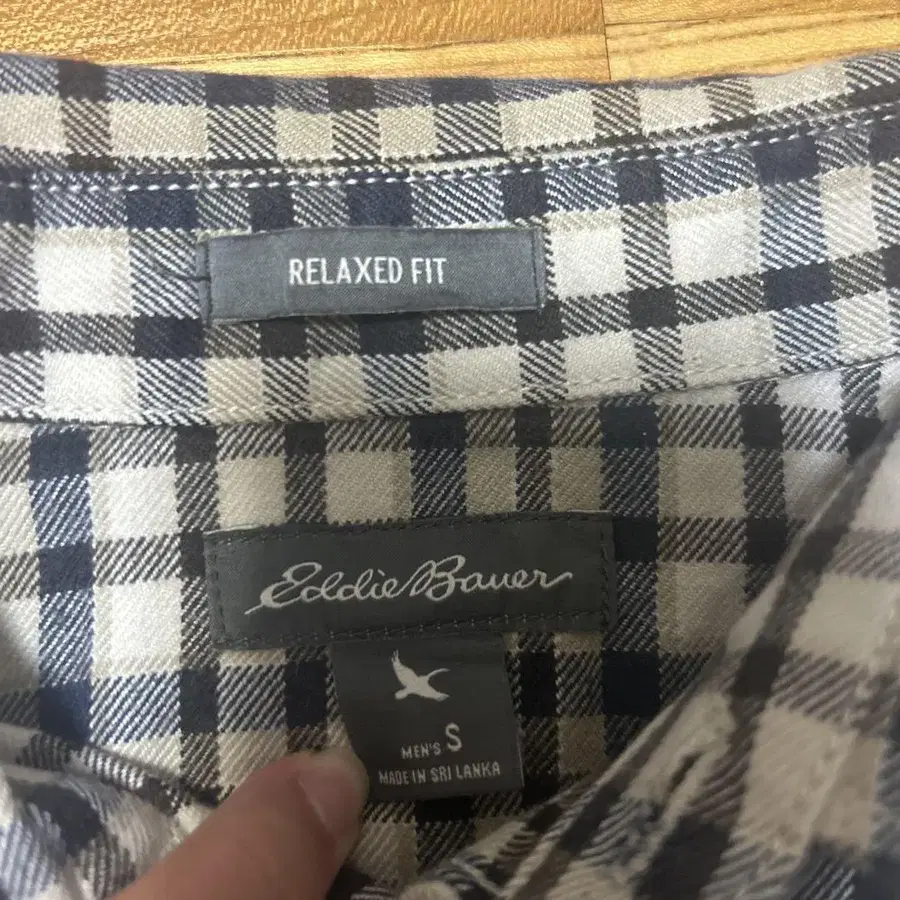 RELAXED FIT
Eddie Bauer
MEN'S S
MADE IN SRI LANKA